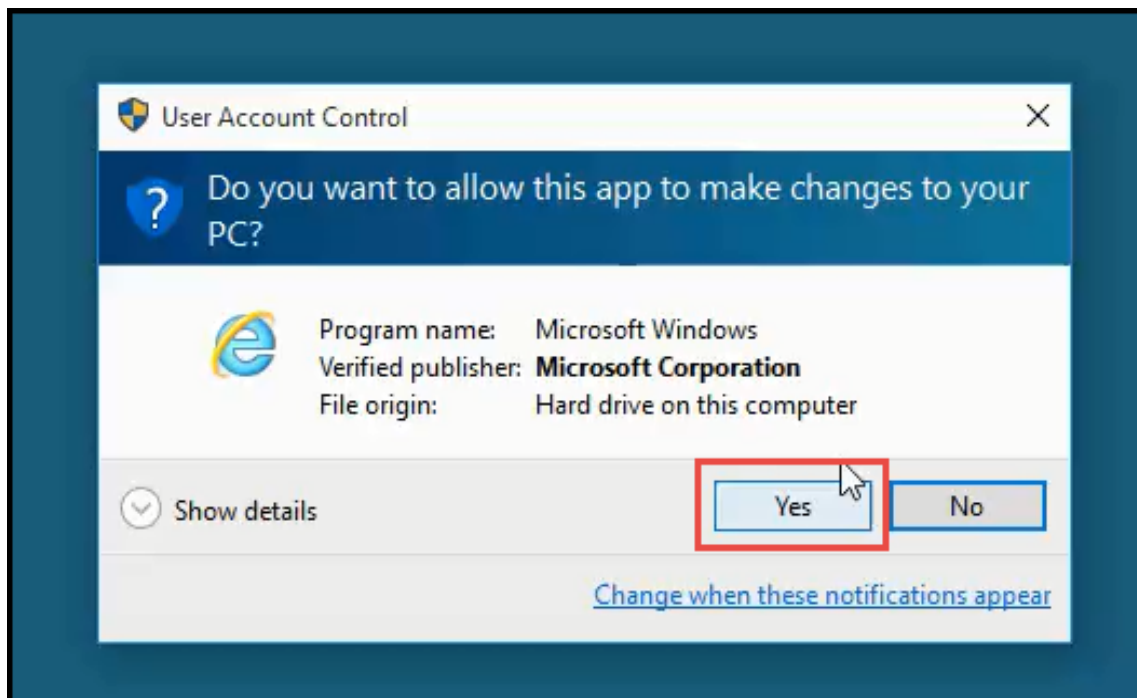 User Account Control
Do you want to allow this app to make changes to your
PC?
Program name: Microsoft Windows
Verified publisher: Microsoft Corporation
File origin: Hard drive on this computer
Show details
Yes No
Change when these notifications appear